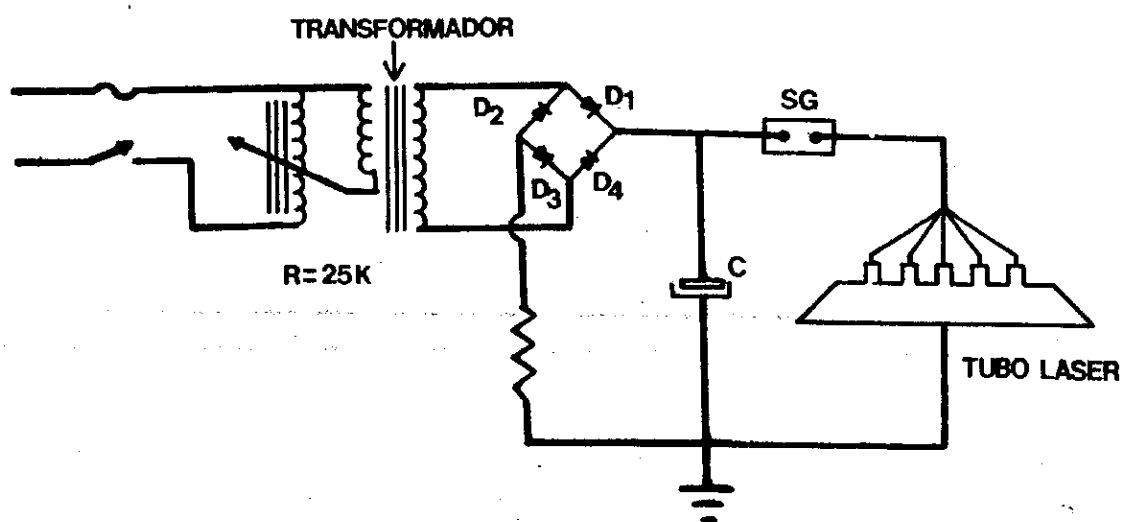 TRANSFORMADOR
D2 D1
SG
D3 D4
R=25K
C
TUBO LASER